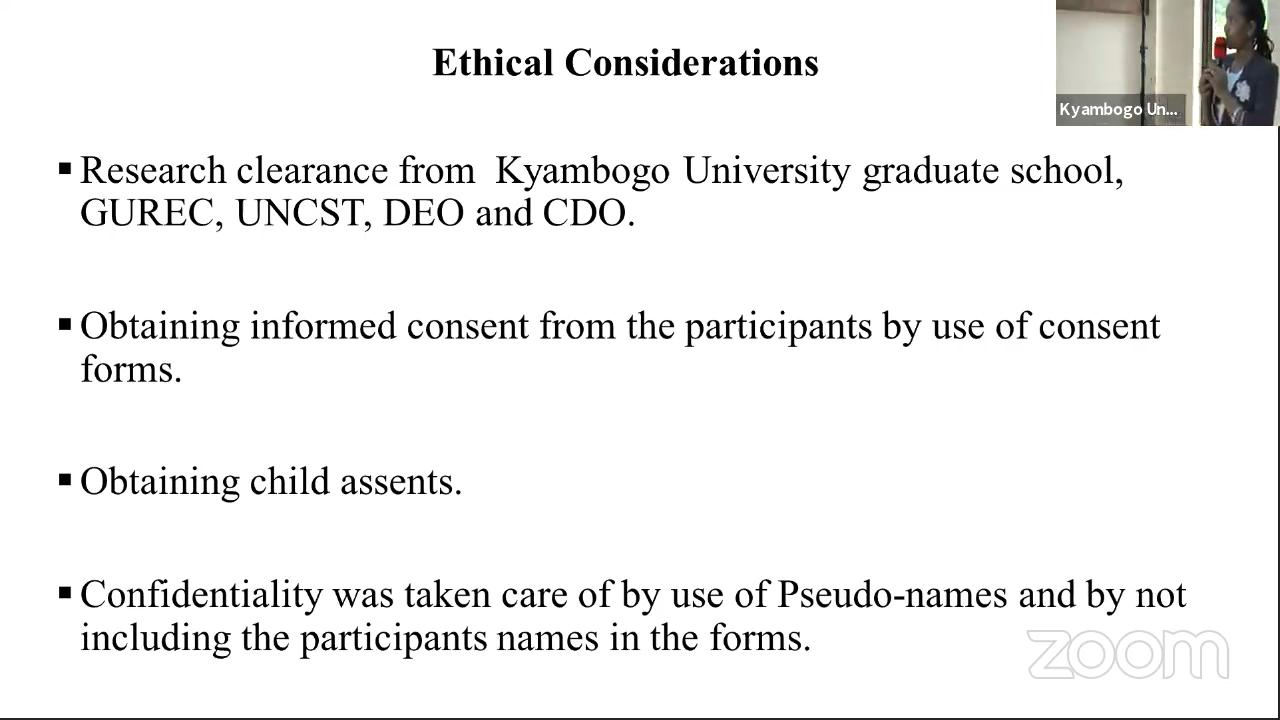 Ethical Considerations
Kyambogo Un...
▪ Research clearance from Kyambogo University graduate school,
GUREC, UNCST, DEO and CDO.
▪ Obtaining informed consent from the participants by use of consent
forms.
▪ Obtaining child assents.
▪ Confidentiality was taken care of by use of Pseudo-names and by not
including the participants names in the forms.
zoom